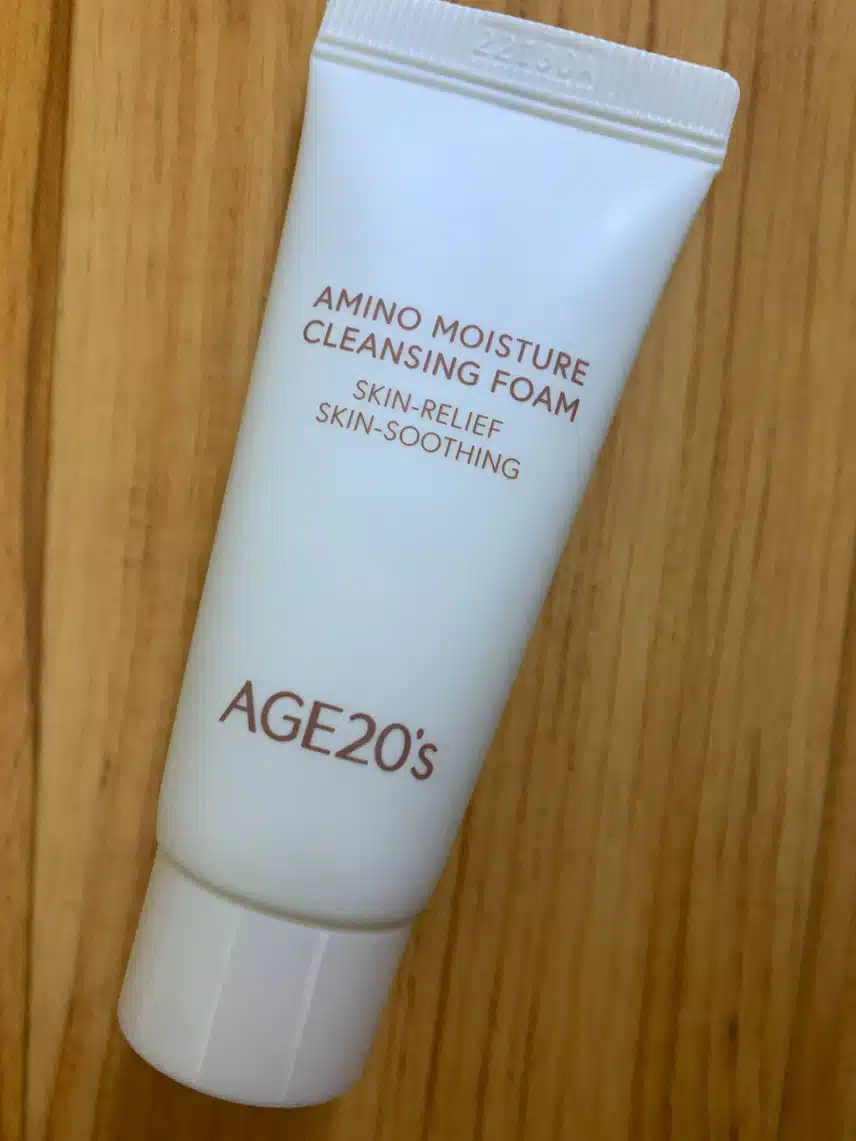 AMINO MOISTURE
CLEANSING FOAM
SKIN-RELIEF
SKIN-SOOTHING
AGE20's